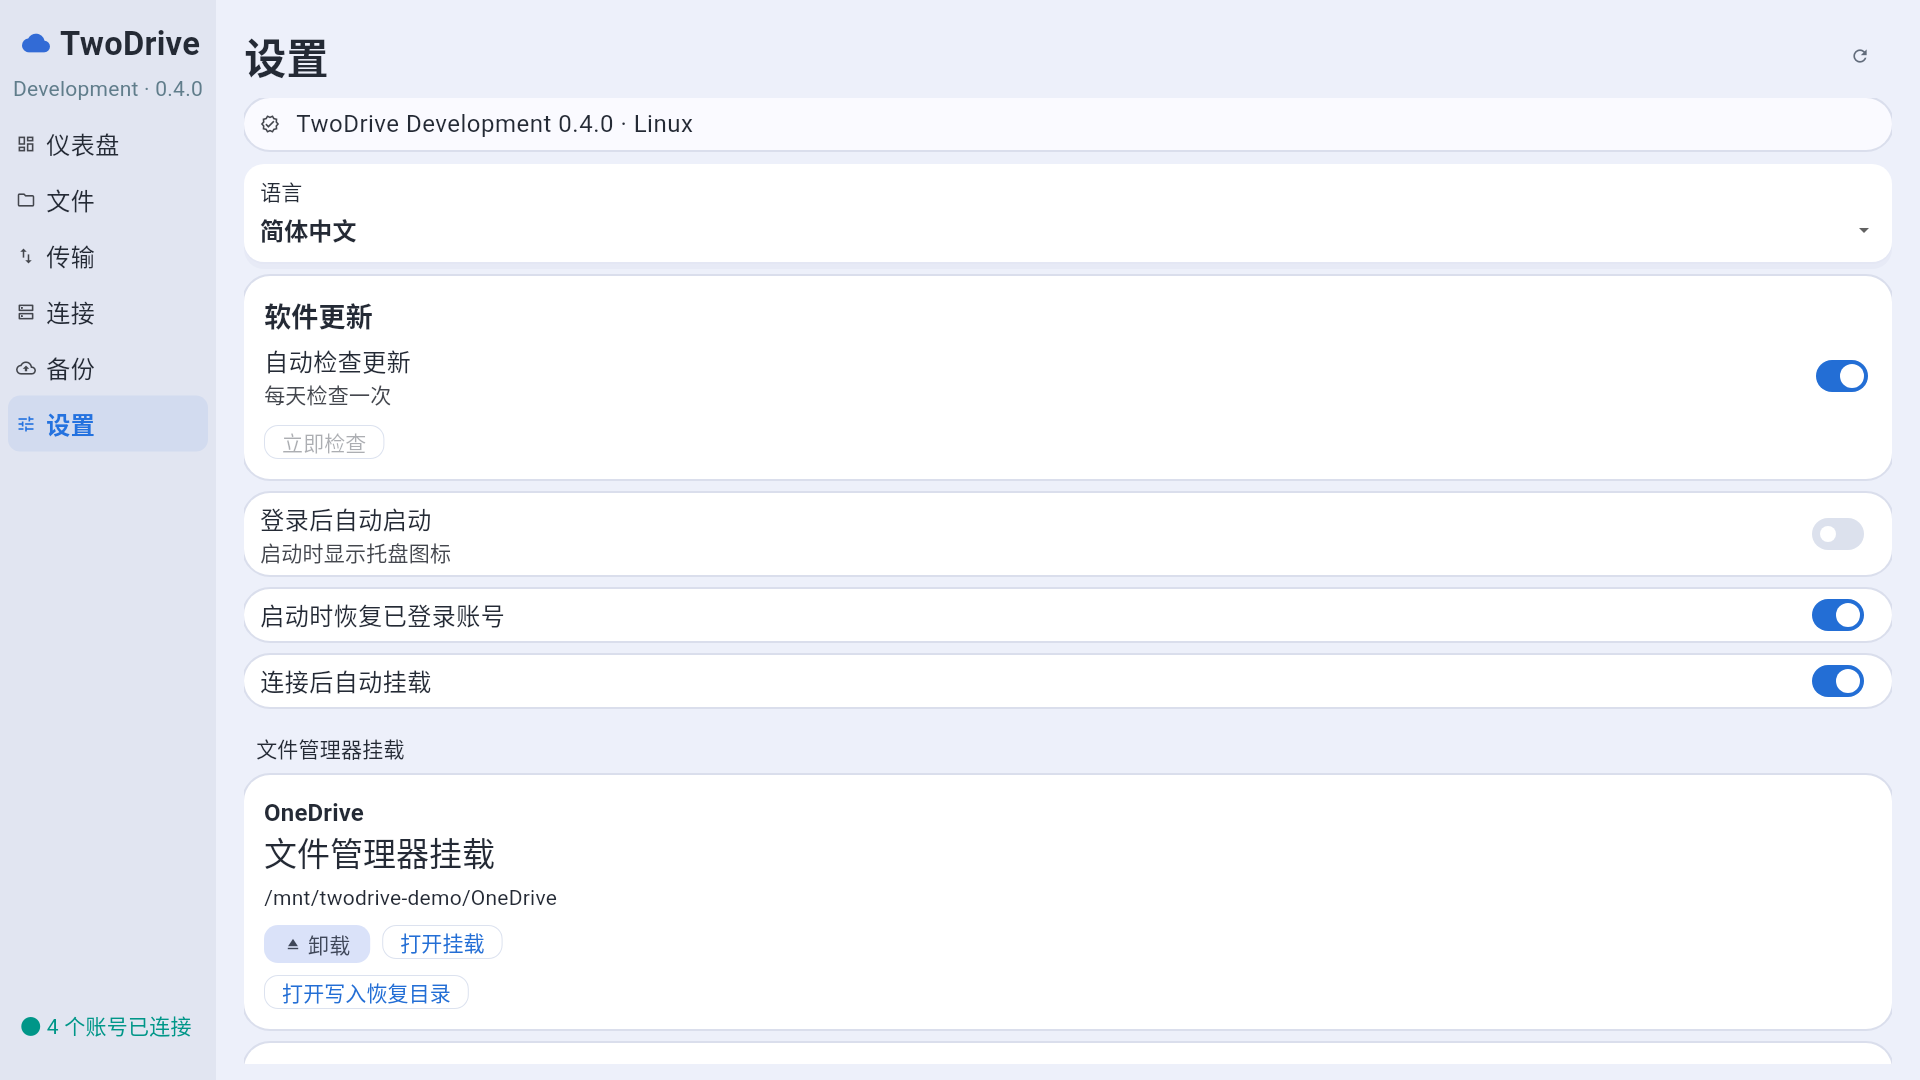 TwoDrive
Development · 0.4.0
仪表盘
文件
传输
连接
备份
设置
4 个账号已连接
设置
TwoDrive Development 0.4.0 · Linux
语言
简体中文
软件更新
自动检查更新
每天检查一次
立即检查
登录后自动启动
启动时显示托盘图标
启动时恢复已登录账号
连接后自动挂载
文件管理器挂载
OneDrive
文件管理器挂载
/mnt/twodrive-demo/OneDrive
卸载 打开挂载
打开写入恢复目录